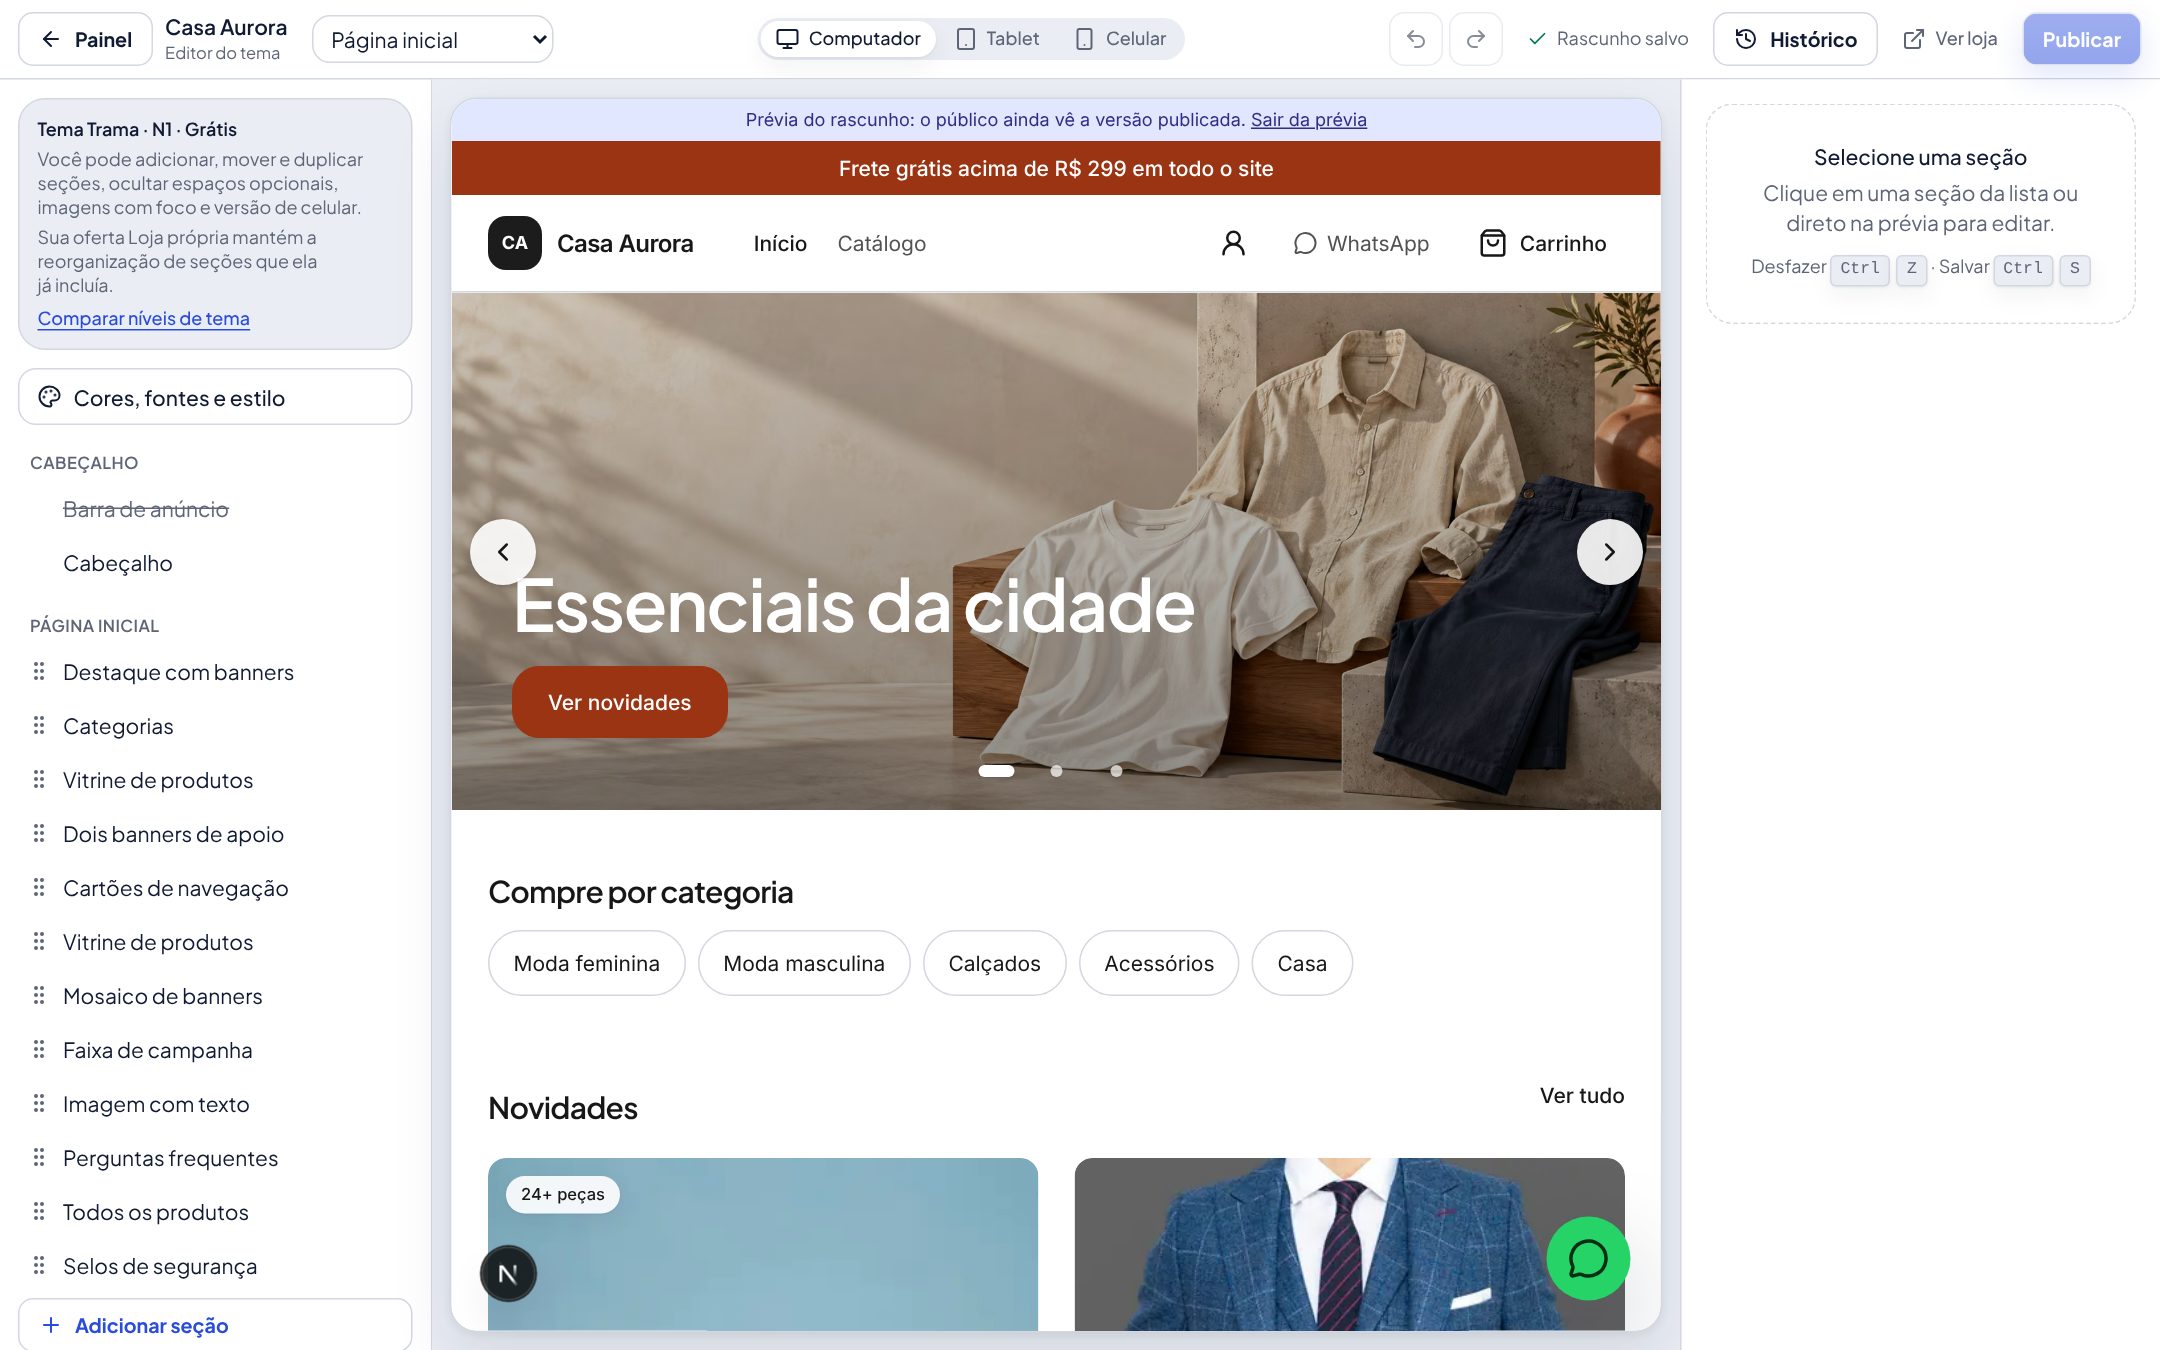 Painel
Casa Aurora
Editor do tema
Página inicial
Computador
Tablet
Celular
Rascunho salvo
Histórico
Ver loja
Publicar
Tema Trama · N1 · Grátis
Você pode adicionar, mover e duplicar
seções, ocultar espaços opcionais,
imagens com foco e versão de celular.
Sua oferta Loja própria mantém a
reorganização de seções que ela
já incluía.
Comparar níveis de tema
Cores, fontes e estilo
CABEÇALHO
Barra de anúncio
Cabeçalho
PÁGINA INICIAL
Destaque com banners
Categorias
Vitrine de produtos
Dois banners de apoio
Cartões de navegação
Vitrine de produtos
Mosaico de banners
Faixa de campanha
Imagem com texto
Perguntas frequentes
Todos os produtos
Selos de segurança
Adicionar seção
Prévia do rascunho: o público ainda vê a versão publicada. Sair da prévia
Frete grátis acima de R$ 299 em todo o site
CA
Casa Aurora
Início
Catálogo
WhatsApp
Carrinho
Essenciais da cidade
Ver novidades
Compre por categoria
Moda feminina
Moda masculina
Calçados
Acessórios
Casa
Novidades
Ver tudo
24+ peças
N
Selecione uma seção
Clique em uma seção da lista ou
direto na prévia para editar.
Desfazer Ctrl Z · Salvar Ctrl S